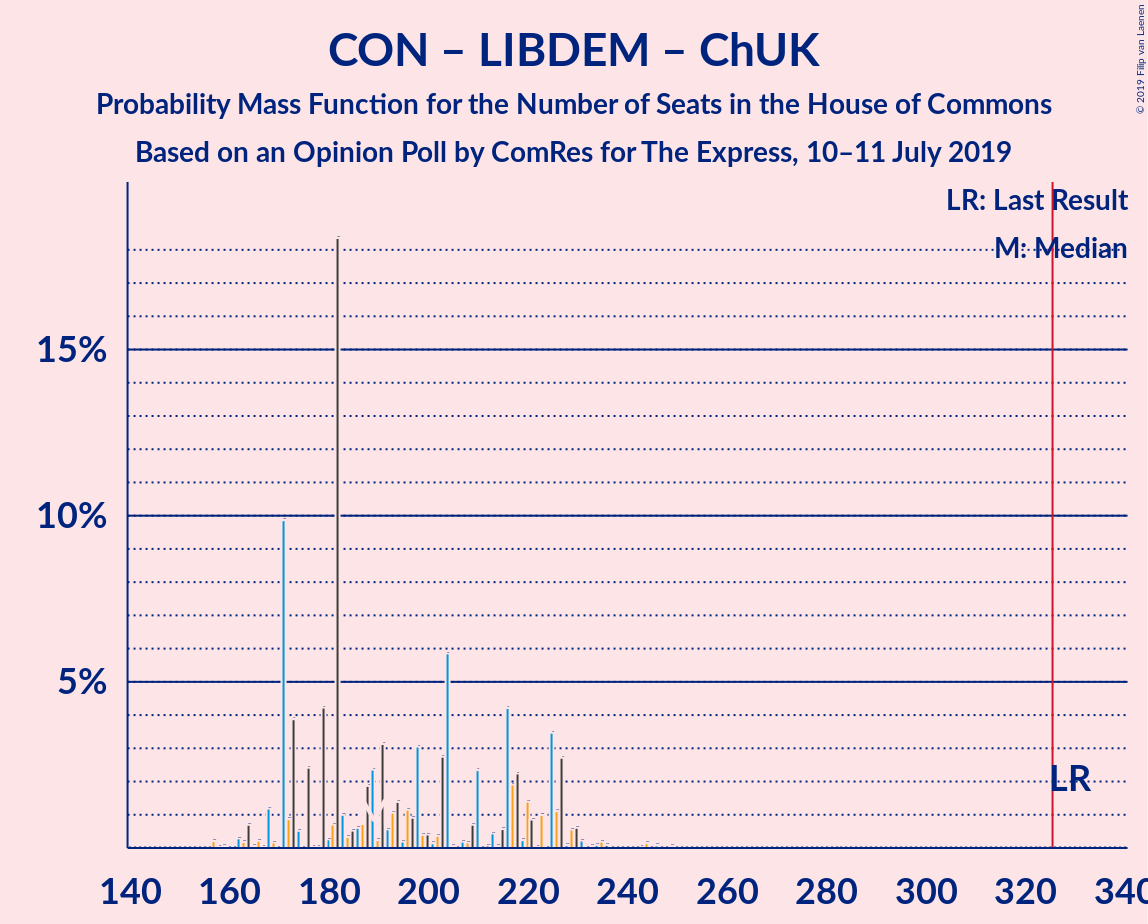 CON – LIBDEM – ChUK
Probability Mass Function for the Number of Seats in the House of Commons
Based on an Opinion Poll by ComRes for The Express, 10–11 July 2019
© 2019 Filip van Laenen
LR: Last Result
M: Median
15%
10%
5%
LR
140 160 180 200 220 240 260 280 300 320 340